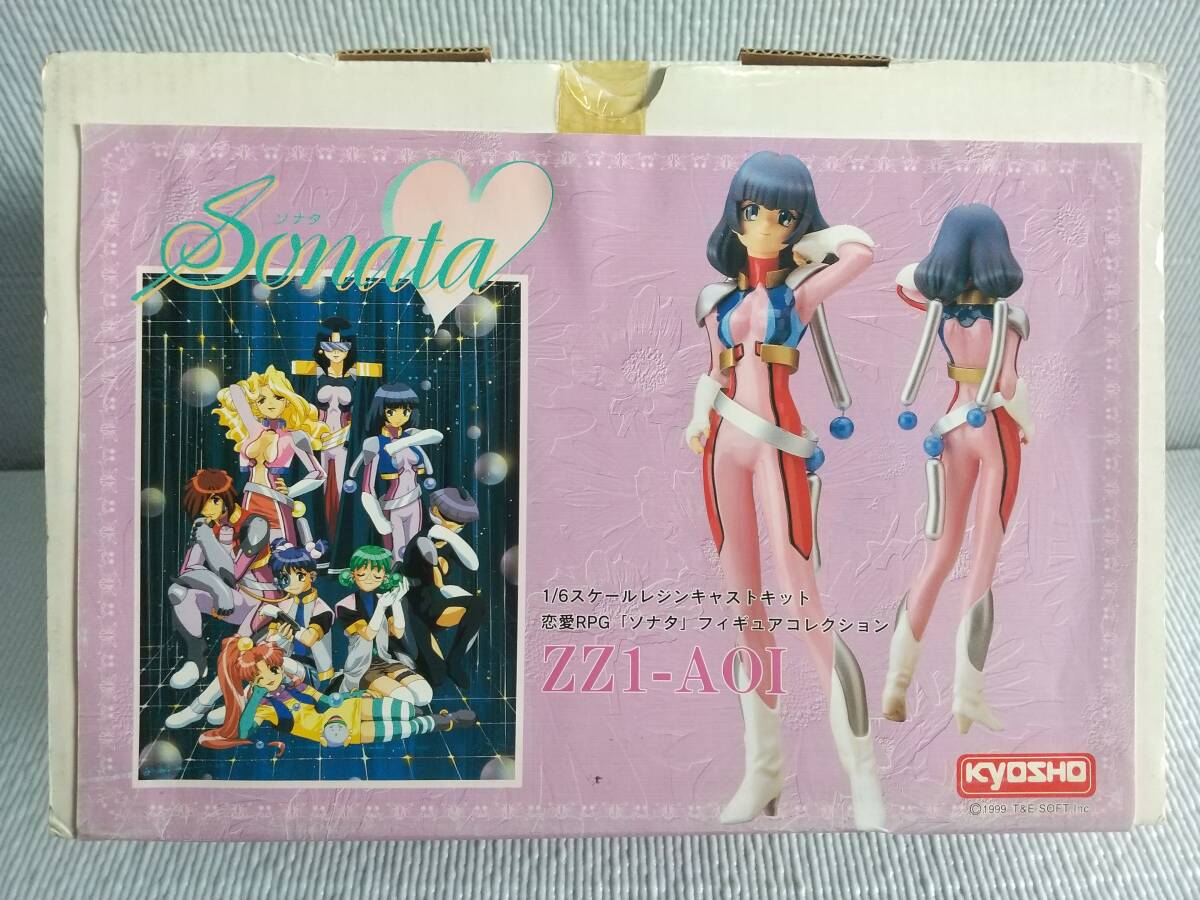 ソナタ
Sonata
1/6スケールレジンキャストキット
恋愛RPG「ソナタ」フィギュアコレクション
ZZ1-AOI
KYOSHO
©1999 T&E SOFT.Inc